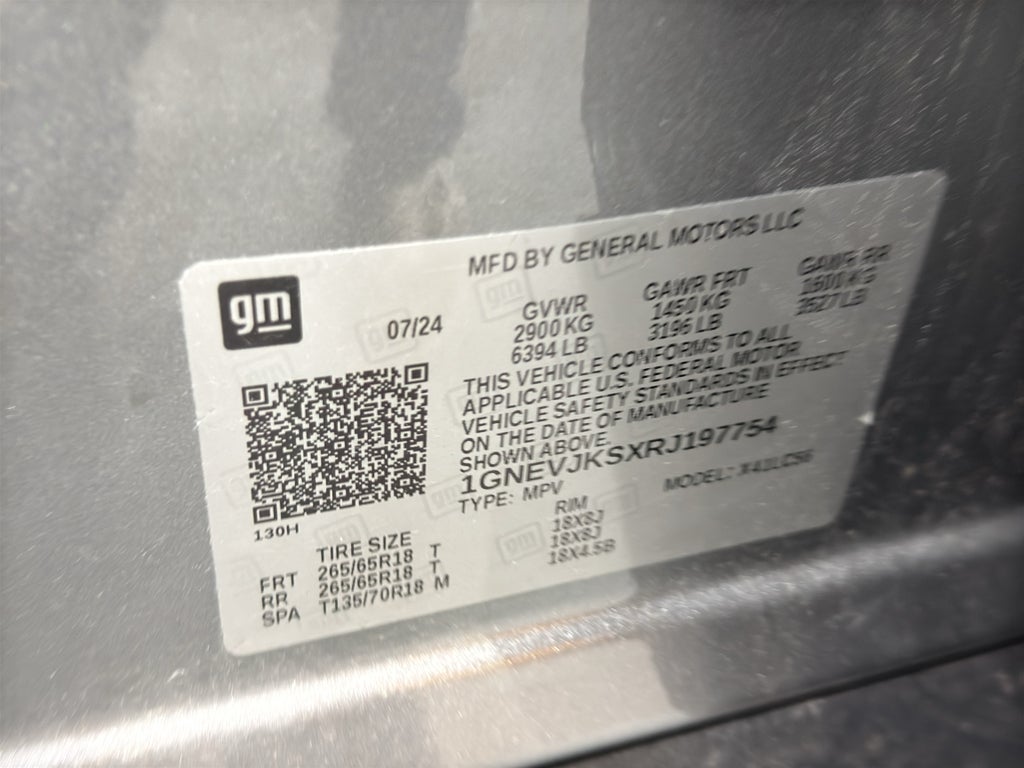 gm
MFD BY GENERAL MOTORS LLC
07/24
GVWR GAWR FRT GAWR RR
2900 KG 1450 KG 1600 KG
6394 LB 3196 LB 3527 LB
THIS VEHICLE CONFORMS TO ALL
APPLICABLE U.S. FEDERAL MOTOR
VEHICLE SAFETY STANDARDS IN EFFECT
ON THE DATE OF MANUFACTURE
SHOWN ABOVE.
1GNEVJKSXRJ197754
TYPE: MPV MODEL:
130H
TIRE SIZE RIM
FRT 265/65R18 T 18X8J
RR 265/65R18 T 18X8J
SPA T135/70R18 M 18X4.5B